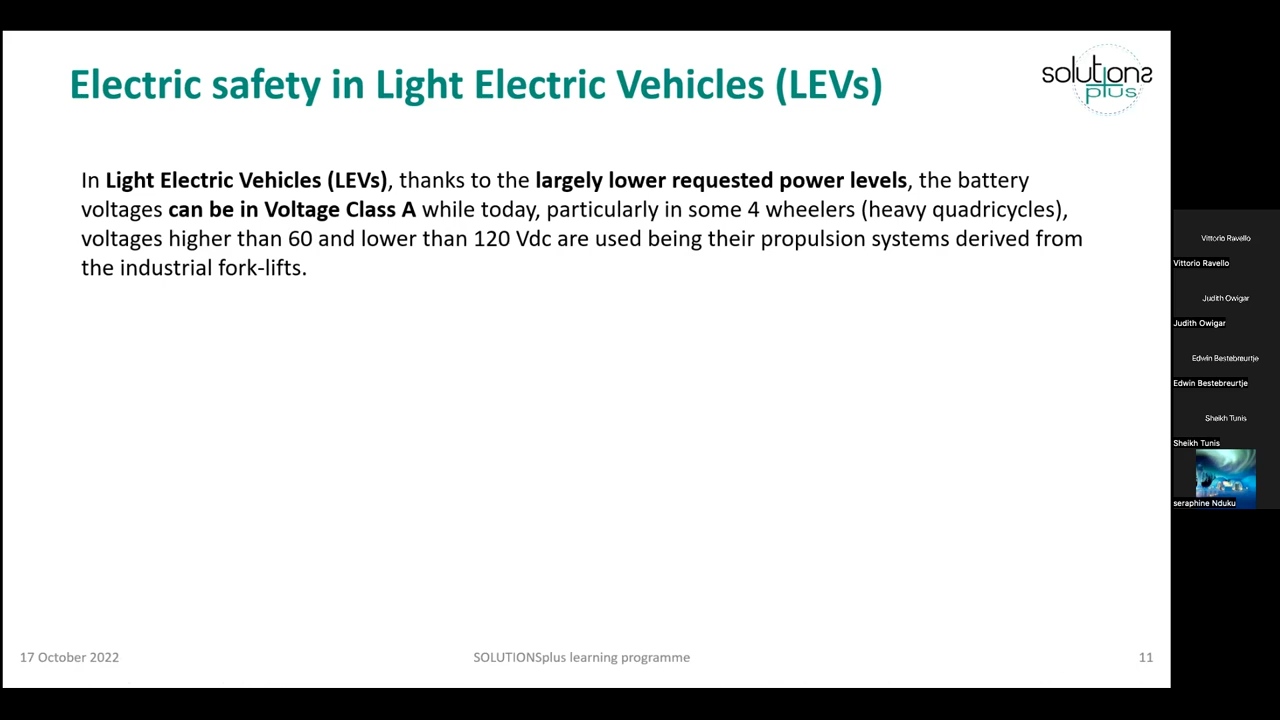 Electric safety in Light Electric Vehicles (LEVs)
solutions
plus
In Light Electric Vehicles (LEVs), thanks to the largely lower requested power levels, the battery
voltages can be in Voltage Class A while today, particularly in some 4 wheelers (heavy quadricycles),
voltages higher than 60 and lower than 120 Vdc are used being their propulsion systems derived from
the industrial fork-lifts.
Vittorio Ravello
Vittorio Ravello
Judith Owigar
Judith Owigar
Edwin Bestebreurtje
Edwin Bestebreurtje
Sheikh Tunis
Sheikh Tunis
seraphine Nduku
17 October 2022
SOLUTIONSplus learning programme
11